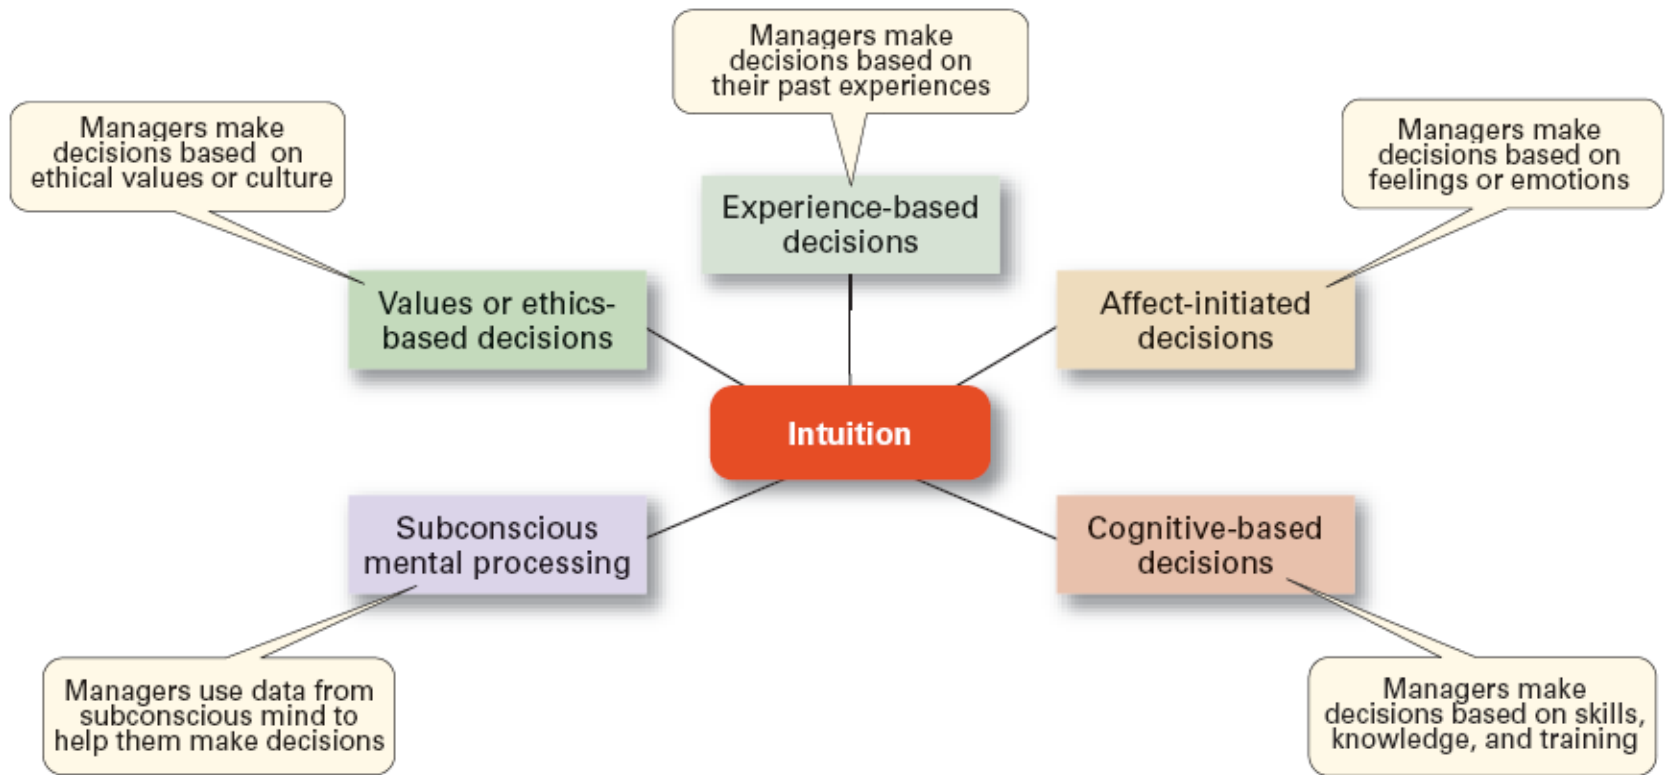 Managers make
decisions based on
their past experiences
Managers make
decisions based on
ethical values or culture
Managers make
decisions based on
feelings or emotions
Experience-based
decisions
Values or ethics-
based decisions
Affect-initiated
decisions
Intuition
Subconscious
mental processing
Cognitive-based
decisions
Managers use data from
subconscious mind to
help them make decisions
Managers make
decisions based on skills,
knowledge, and training